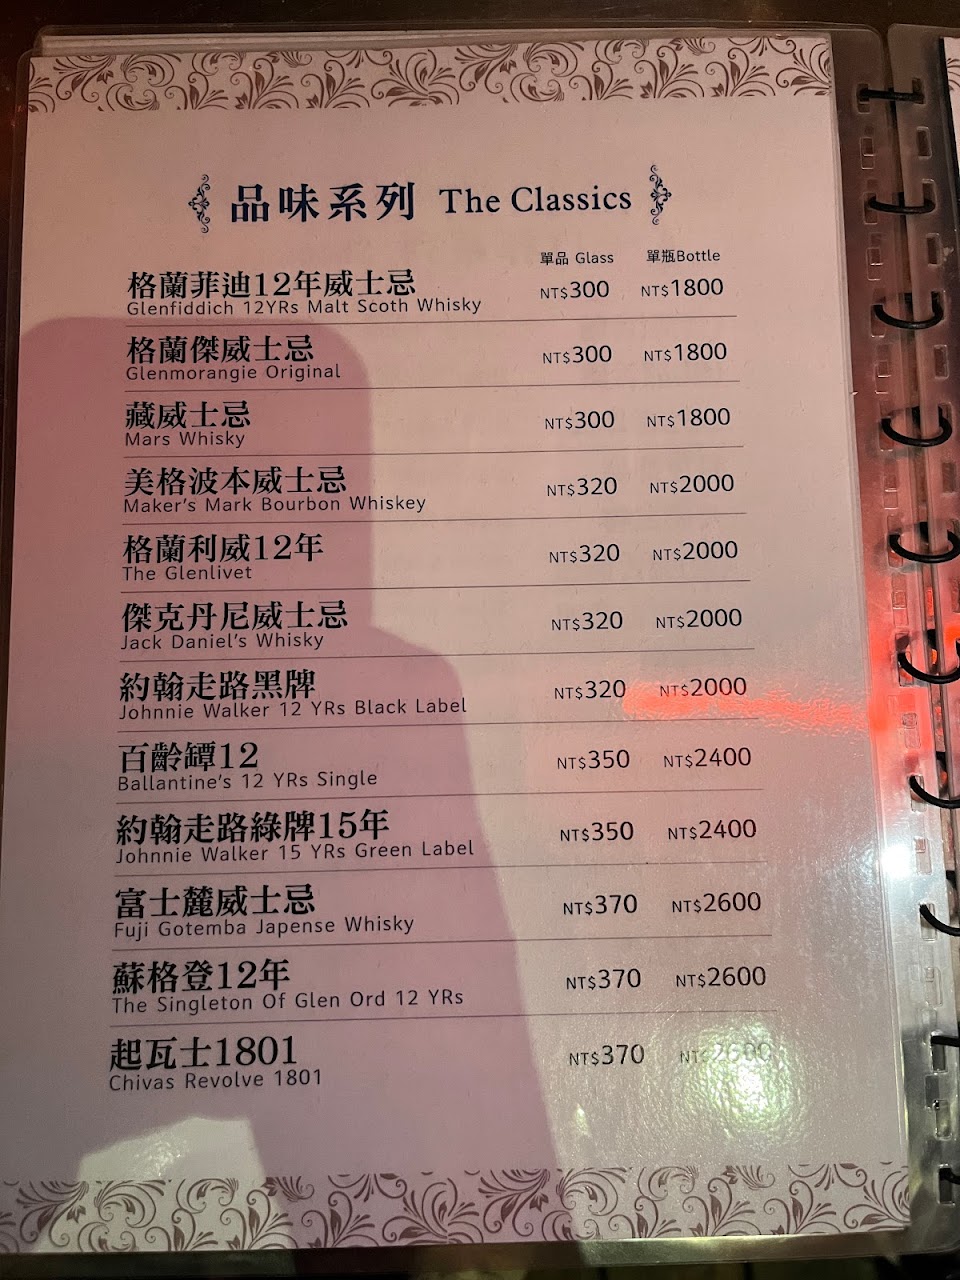 品味系列 The Classics
單品 Glass 單瓶Bottle
格蘭菲迪12年威士忌 NT$300 NT$1800
Glenfiddich 12YRs Malt Scoth Whisky
格蘭傑威士忌 NT$300 NT$1800
Glenmorangie Original
藏威士忌 NT$300 NT$1800
Mars Whisky
美格波本威士忌 NT$320 NT$2000
Maker's Mark Bourbon Whiskey
格蘭利威12年 NT$320 NT$2000
The Glenlivet
傑克丹尼威士忌 NT$320 NT$2000
Jack Daniel's Whisky
約翰走路黑牌 NT$320 NT$2000
Johnnie Walker 12 YRs Black Label
百齡罈12 NT$350 NT$2400
Ballantine's 12 YRs Single
約翰走路綠牌15年 NT$350 NT$2400
Johnnie Walker 15 YRs Green Label
富士麓威士忌 NT$370 NT$2600
Fuji Gotemba Japense Whisky
蘇格登12年 NT$370 NT$2600
The Singleton Of Glen Ord 12 YRs
起瓦士1801 NT$370 NT$2600
Chivas Revolve 1801